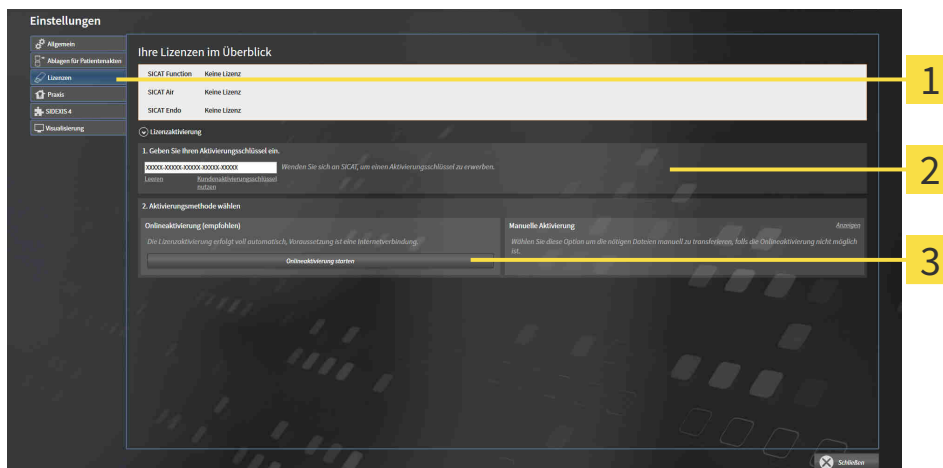 Einstellungen
Allgemein
Ablagen für Patientenakten
Lizenzen
Praxis
SIDEXIS 4
Visualisierung
Ihre Lizenzen im Überblick
SICAT Function Keine Lizenz
SICAT Air Keine Lizenz
SICAT Endo Keine Lizenz
Lizenzaktivierung
1. Geben Sie Ihren Aktivierungsschlüssel ein.
XXXXX-XXXXX-XXXXX-XXXXX-XXXXX
Wenden Sie sich an SICAT, um einen Aktivierungsschlüssel zu erwerben.
Leeren
Kundenaktivierungsschlüssel
nutzen
2. Aktivierungsmethode wählen
Onlineaktivierung (empfohlen)
Die Lizenzaktivierung erfolgt voll automatisch, Voraussetzung ist eine Internetverbindung.
Onlineaktivierung starten
Manuelle Aktivierung
Anzeigen
Wählen Sie diese Option um die nötigen Dateien manuell zu transferieren, falls die Onlineaktivierung nicht möglich
ist.
Schließen
1
2
3